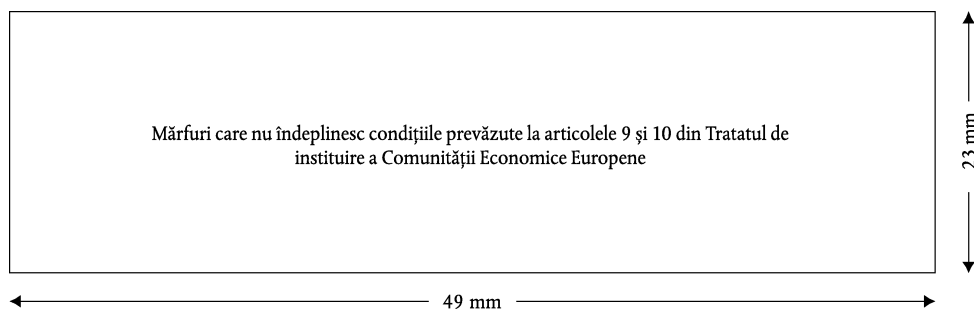 Mărfuri care nu îndeplinesc condițiile prevăzute la articolele 9 și 10 din Tratatul de
instituire a Comunității Economice Europene
23 mm
49 mm